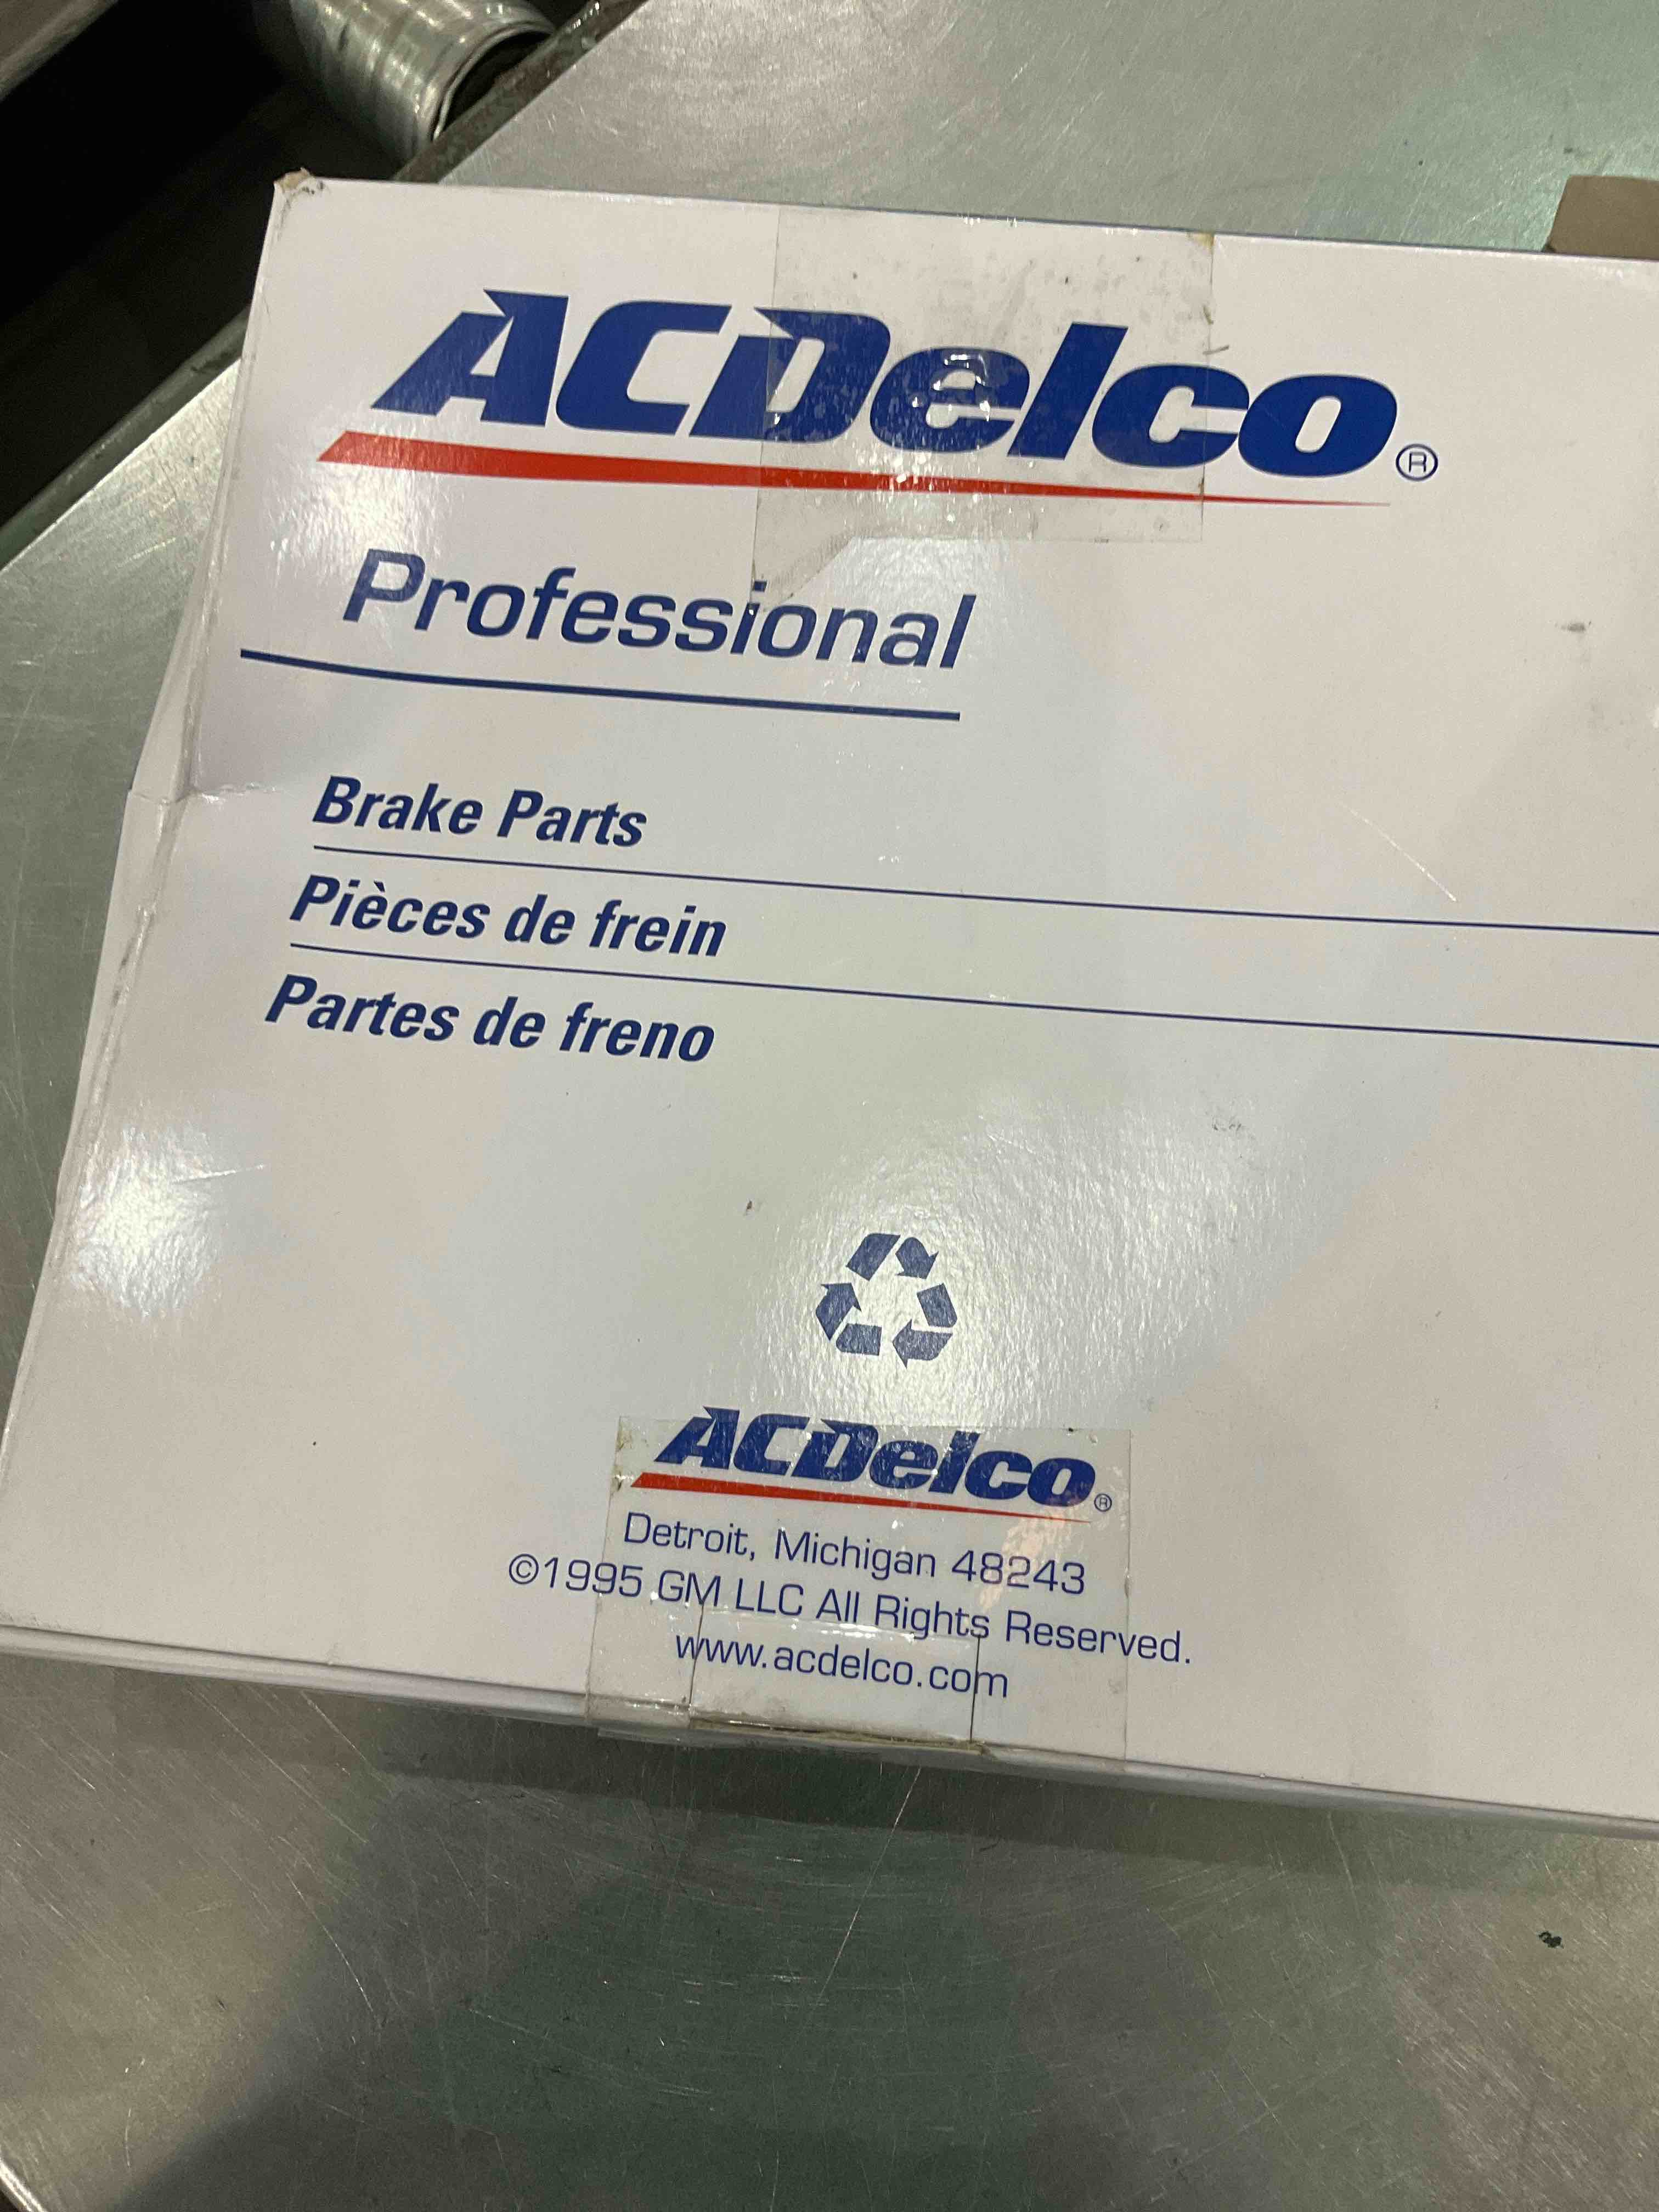 ACDelco®
Professional
Brake Parts
Pièces de frein
Partes de freno
ACDelco®
Detroit, Michigan 48243
©1995 GM LLC All Rights Reserved.
www.acdelco.com